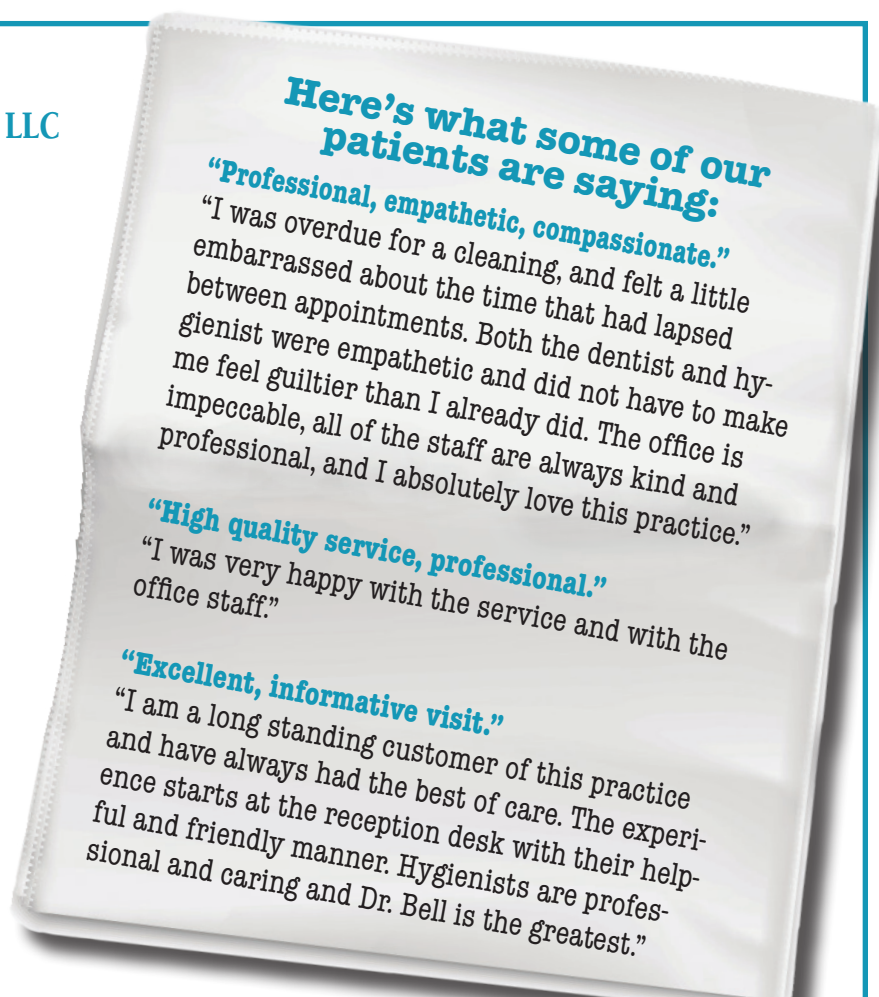 LLC
Here’s what some of our
patients are saying:
“Professional, empathetic, compassionate.”
“I was overdue for a cleaning, and felt a little
embarrassed about the time that had lapsed
between appointments. Both the dentist and hy-
gienist were empathetic and did not have to make
me feel guiltier than I already did. The office is
impeccable, all of the staff are always kind and
professional, and I absolutely love this practice.”
“High quality service, professional.”
“I was very happy with the service and with the
office staff.”
“Excellent, informative visit.”
“I am a long standing customer of this practice
and have always had the best of care. The experi-
ence starts at the reception desk with their help-
ful and friendly manner. Hygienists are profes-
sional and caring and Dr. Bell is the greatest.”